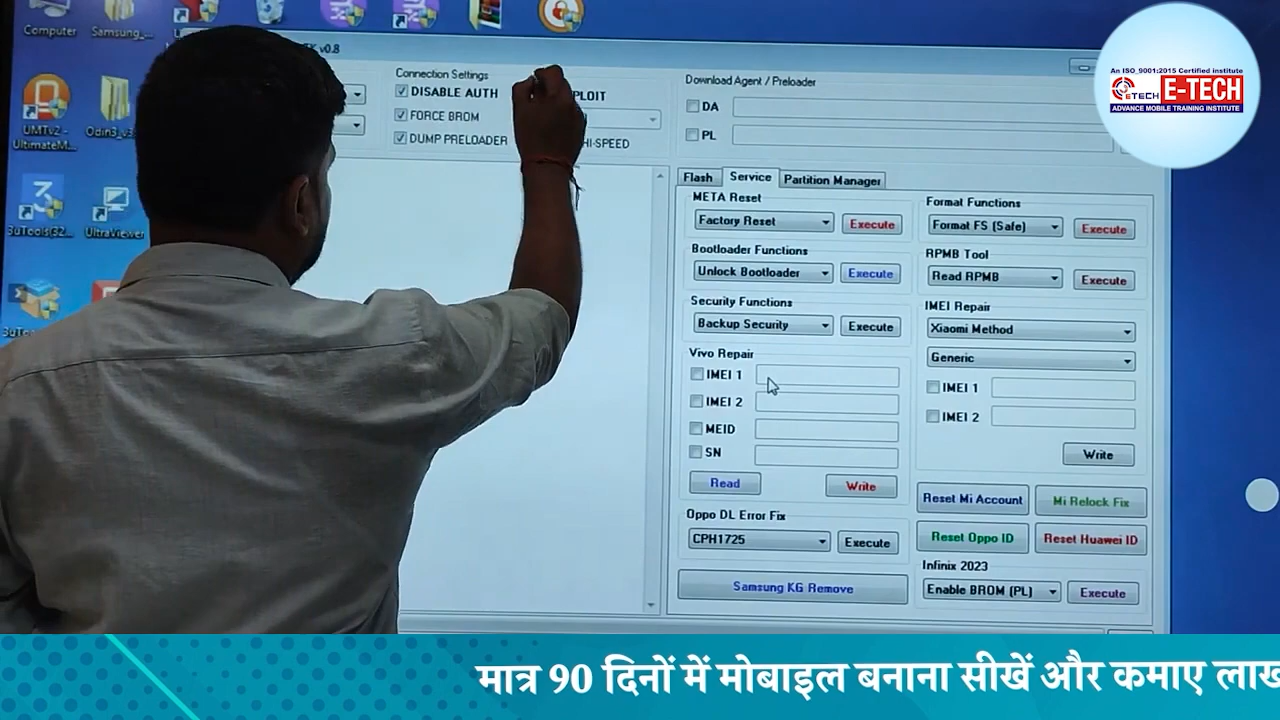 Computer
Samsung_...
v0.8
Connection Settings
DISABLE AUTH
PLOIT
FORCE BROM
DUMP PRELOADER
HI-SPEED
Download Agent / Preloader
DA
PL
UMTv2 -
UltimateM...
Odin3_v3
3uTools(32...
UltraViewer
Flash
Service
Partition Manager
META Reset
Factory Reset
Execute
Bootloader Functions
Unlock Bootloader
Execute
Security Functions
Backup Security
Execute
Vivo Repair
IMEI 1
IMEI 2
MEID
SN
Read
Write
Oppo DL Error Fix
CPH1725
Execute
Samsung KG Remove
Format Functions
Format FS (Safe)
Execute
RPMB Tool
Read RPMB
Execute
IMEI Repair
Xiaomi Method
Generic
IMEI 1
IMEI 2
Write
Reset Mi Account
Mi Relock Fix
Reset Oppo ID
Reset Huawei ID
Infinix 2023
Enable BROM (PL)
Execute
An ISO_9001:2015 Certified institute
ETECH E-TECH
ADVANCE MOBILE TRAINING INSTITUTE
मात्र 90 दिनों में मोबाइल बनाना सीखें और कमाए लाख